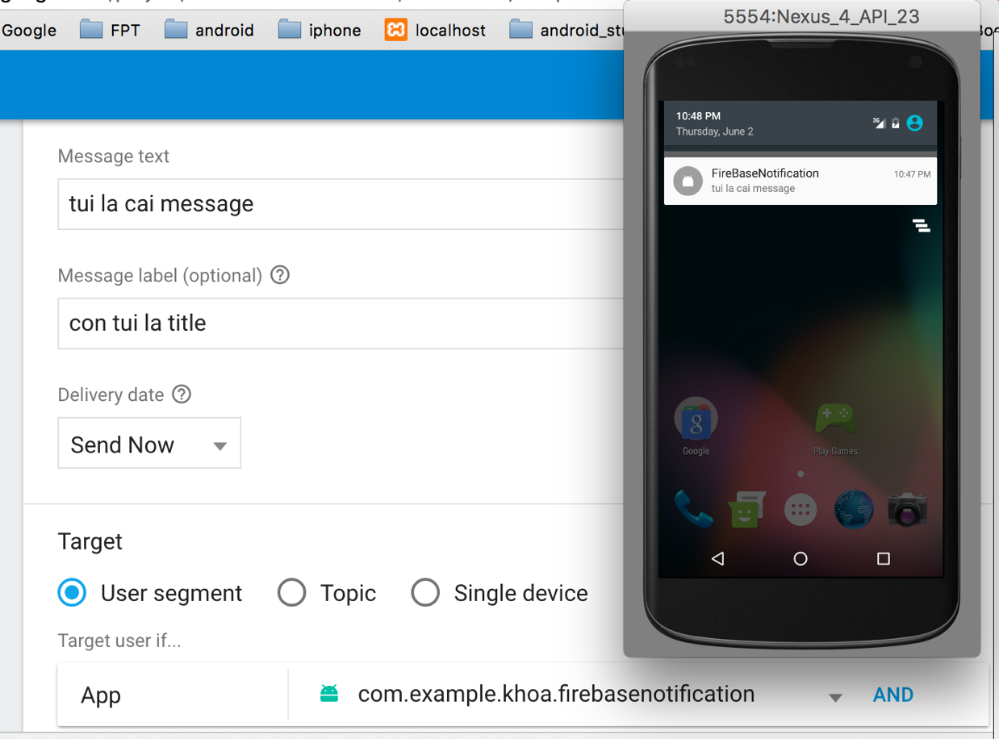 5554:Nexus_4_API_23
Google
FPT
android
iphone
localhost
Message text
tui la cai message
Message label (optional) ?
con tui la title
Delivery date ?
Send Now
Target
User segment
Topic
Single device
Target user if...
App
com.example.khoa.firebasenotification
AND
10:48 PM
Thursday, June 2
3G
FireBaseNotification
10:47 PM
tui la cai message
Google
Play Games